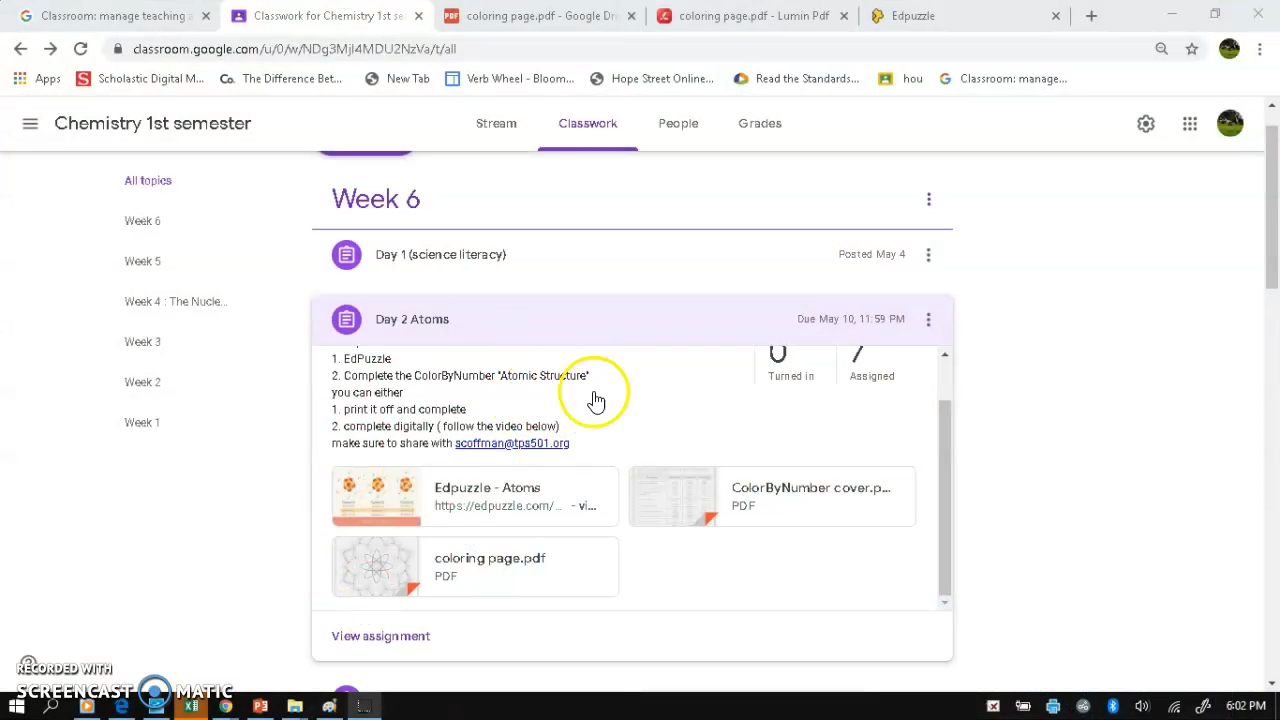 Classroom: manage teaching
Classwork for Chemistry 1st se
coloring page.pdf - Google Dri
coloring page.pdf - Lumin Pdf
Edpuzzle
classroom.google.com/u/0/w/NDg3MjI4MDU2NzVa/t/all
Apps
Scholastic Digital M...
Co. The Difference Bet...
New Tab
Verb Wheel - Bloom...
Hope Street Online...
Read the Standards...
hou
Classroom: manage...
Chemistry 1st semester
Stream
Classwork
People
Grades
All topics
Week 6
Week 5
Week 4 : The Nucle...
Week 3
Week 2
Week 1
Week 6
Day 1 (science literacy)
Posted May 4
Day 2 Atoms
Due May 10, 11:59 PM
1. EdPuzzle
2. Complete the ColorByNumber "Atomic Structure"
you can either
1. print it off and complete
2. complete digitally ( follow the video below)
make sure to share with scoffman@tps501.org
0
Turned in
7
Assigned
Edpuzzle - Atoms
https://edpuzzle.com/... - vi...
ColorByNumber cover.p...
PDF
coloring page.pdf
PDF
View assignment
RECORDED WITH
SCREENCAST MATIC
6:02 PM